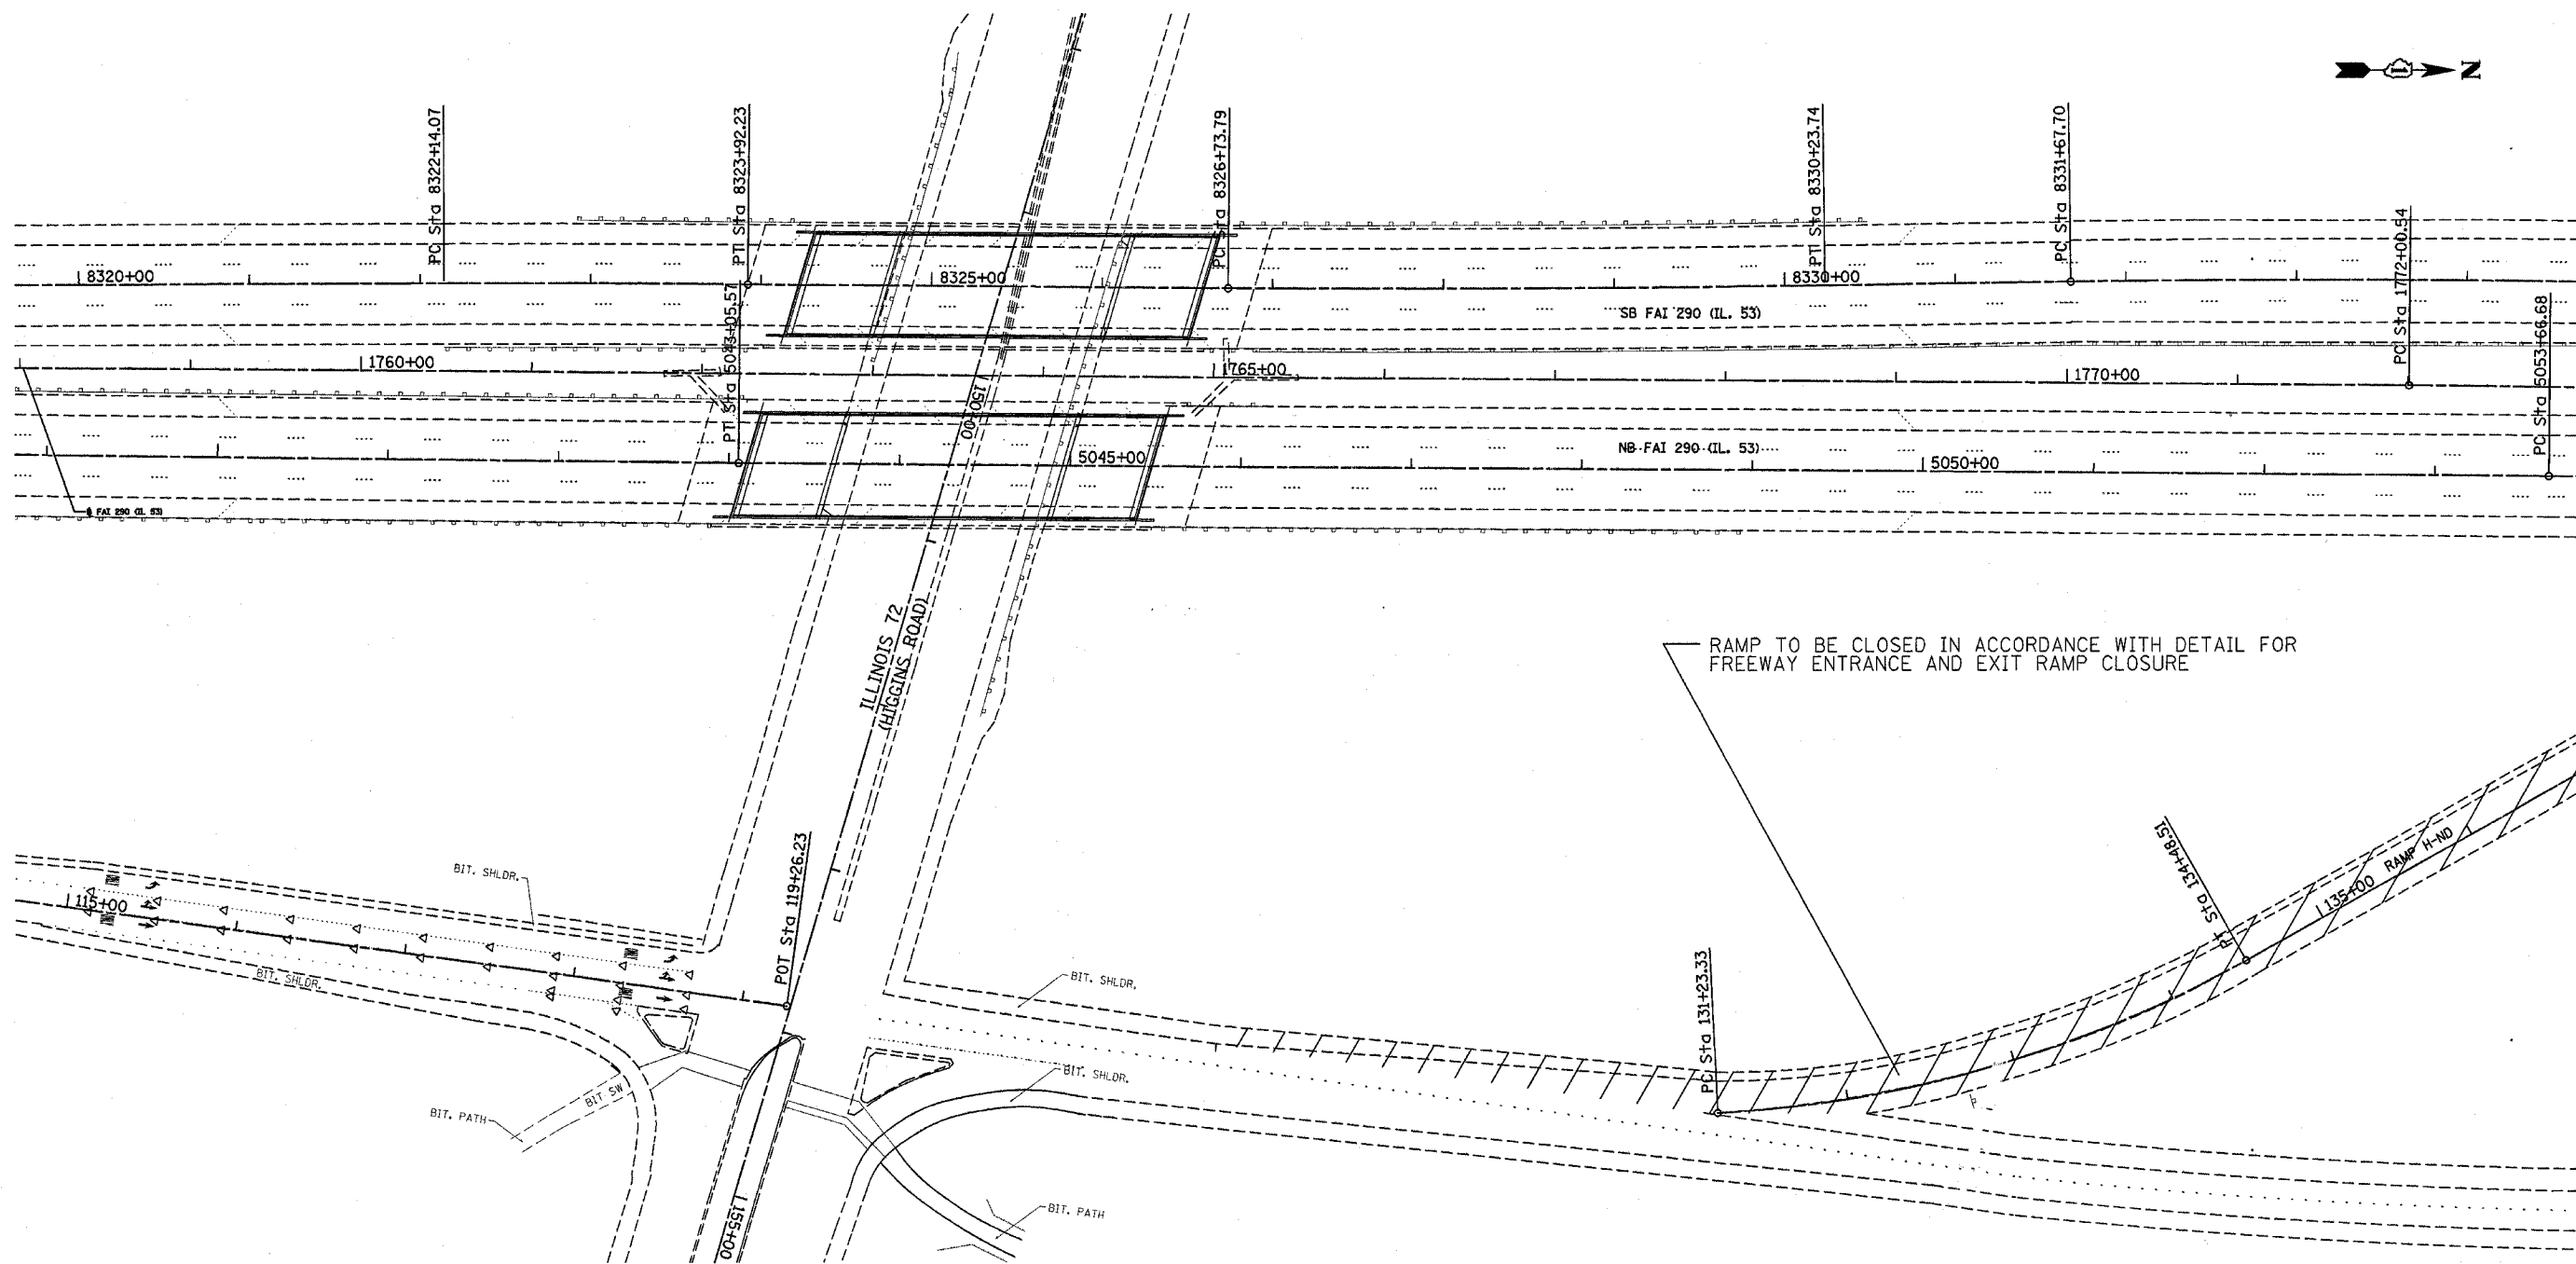 N
PC Sta 8322+14.07
PT Sta 8323+92.23
PC Sta 8326+73.79
PT Sta 8330+23.74
PC Sta 8331+67.70
PC Sta 1772+00.54
8320+00
8325+00
8330+00
SB FAI 290 (IL. 53)
PT Sta 5043+05.57
PC Sta 5053+66.68
1760+00
1765+00
1770+00
150+00
NB FAI 290 (IL. 53)
5045+00
5050+00
FAI 290 (IL 53)
ILLINOIS 72
(HIGGINS ROAD)
RAMP TO BE CLOSED IN ACCORDANCE WITH DETAIL FOR
FREEWAY ENTRANCE AND EXIT RAMP CLOSURE
POT Sta 119+26.23
BIT. SHLDR.
115+00
BIT. SHLDR.
BIT. SHLDR.
BIT. SHLDR.
PC Sta 131+23.33
PT Sta 134+48.51
135+00
RAMP H-ND
BIT SW
BIT. PATH
155+00
BIT. PATH